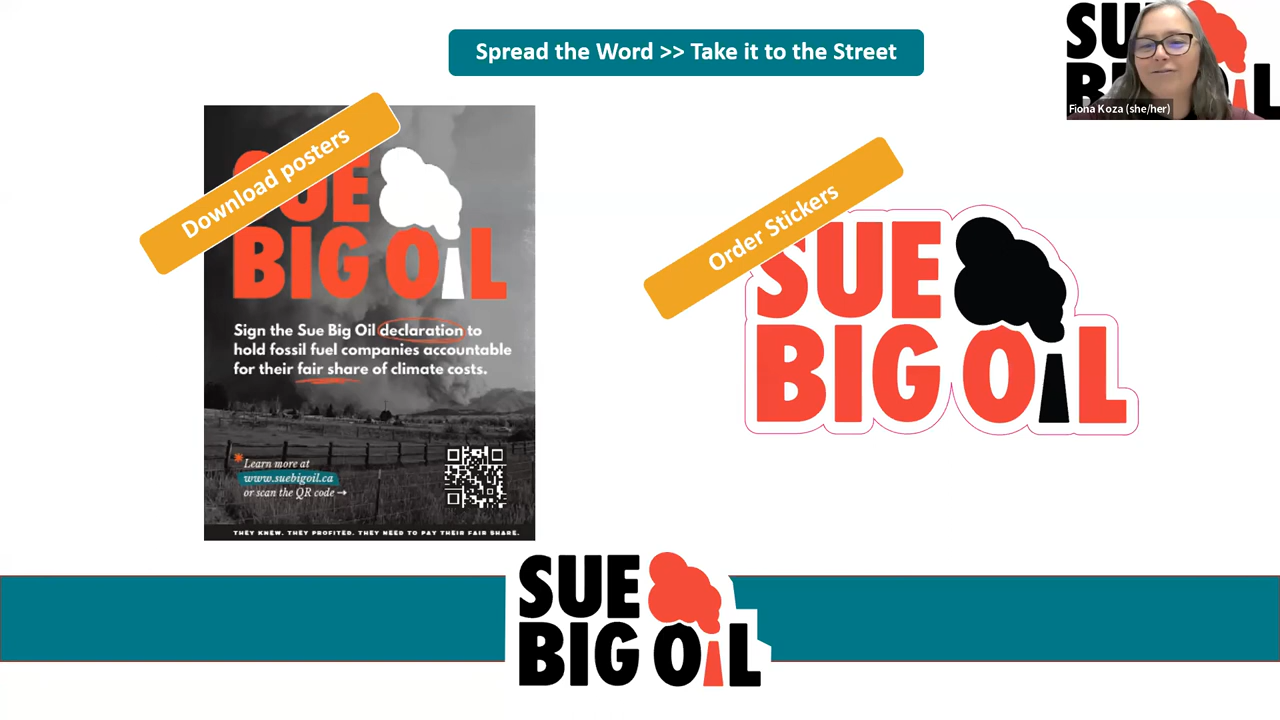 Spread the Word >> Take it to the Street
SUE
BIG OiL
Fiona Koza (she/her)
Download posters
SUE
BIG OiL
Sign the Sue Big Oil declaration to
hold fossil fuel companies accountable
for their fair share of climate costs.
*Learn more at
www.suebigoil.ca
or scan the QR code →
THEY KNEW. THEY PROFITED. THEY NEED TO PAY THEIR FAIR SHARE.
Order Stickers
SUE
BIG OiL
SUE
BIG OiL